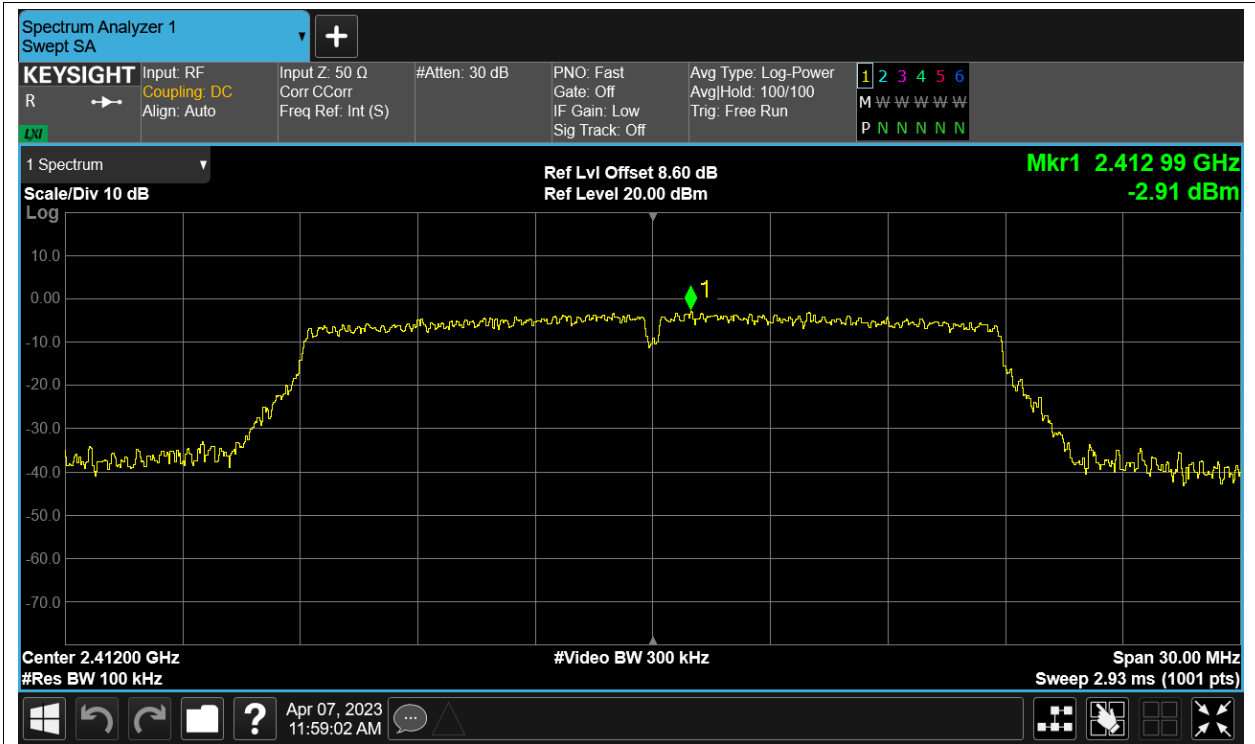 Spectrum Analyzer 1
Swept SA
+
KEYSIGHT
R
LXI
Input: RF
Coupling: DC
Align: Auto
Input Z: 50 Ω
Corr CCorr
Freq Ref: Int (S)
#Atten: 30 dB
PNO: Fast
Gate: Off
IF Gain: Low
Sig Track: Off
Avg Type: Log-Power
Avg|Hold: 100/100
Trig: Free Run
1 2 3 4 5 6
M W W W W W
P N N N N N
1 Spectrum
Scale/Div 10 dB
Log
Ref Lvl Offset 8.60 dB
Ref Level 20.00 dBm
Mkr1 2.412 99 GHz
-2.91 dBm
10.0
0.00
-10.0
-20.0
-30.0
-40.0
-50.0
-60.0
-70.0
1
Center 2.41200 GHz
#Res BW 100 kHz
#Video BW 300 kHz
Span 30.00 MHz
Sweep 2.93 ms (1001 pts)
?
Apr 07, 2023
11:59:02 AM